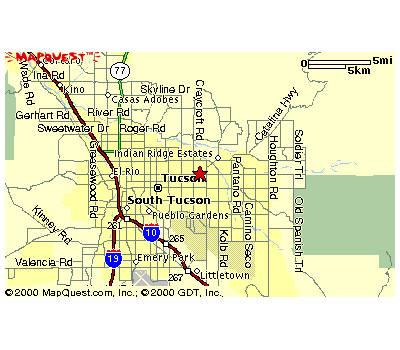 MAPQUEST
Cortaro
0 5mi
5km
77
Ina Rd
Kino
Wade Rd
Skyline Dr
Casas Adobes
Craycroft Rd
Catalina Hwy
Gerhart Rd
River Rd
Sweetwater Dr
Roger Rd
Greasewood Rd
Indian Ridge Estates
Soldier Trl
Houghton Rd
Pantano Rd
El Rio
Tucson
South Tucson
Pueblo Gardens
Camino Seco
Old Spanish Trl
Kinney Rd
261
10
265
Kolb Rd
19
Valencia Rd
Emery Park
267
Littletown
©2000 MapQuest.com, Inc.; ©2000 GDT, Inc.